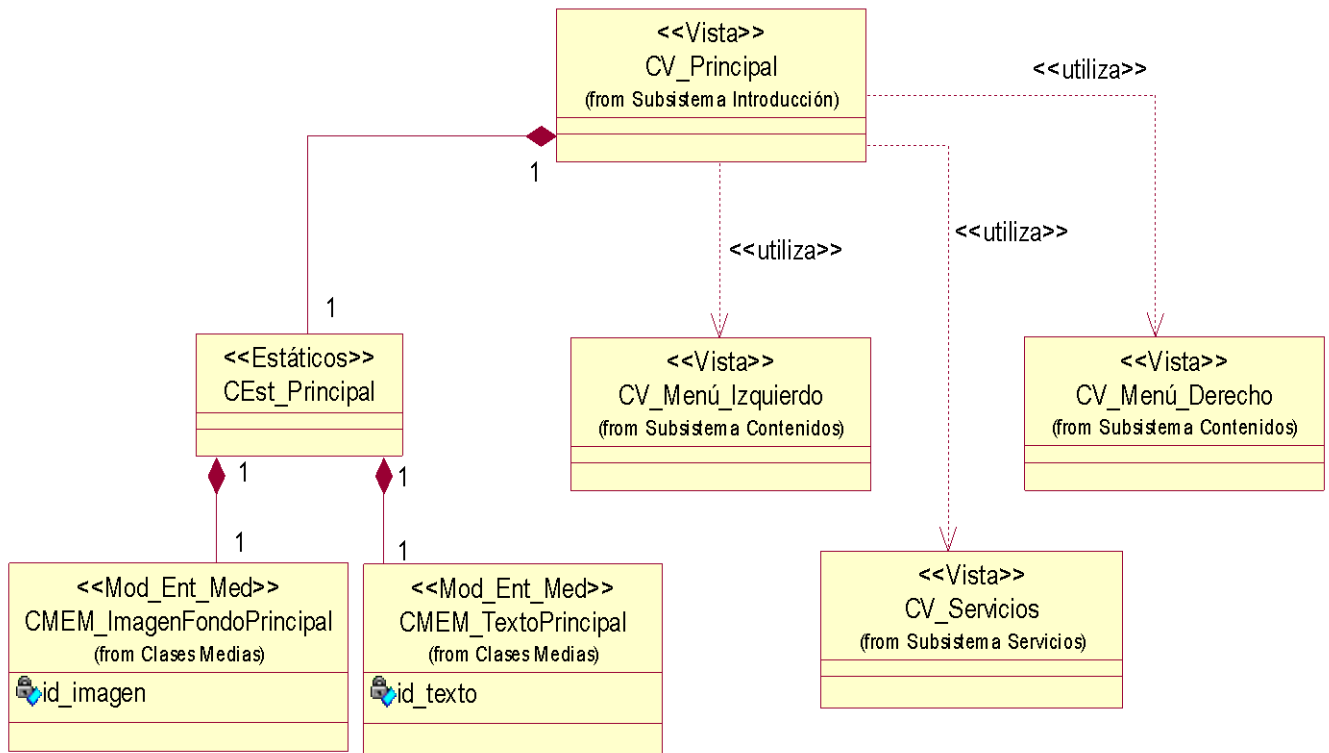 <<Vista>>
CV_Principal
(from Subsistema Introducción)
<<utiliza>>
1
<<utiliza>>
<<utiliza>>
1
<<Estáticos>>
CEst_Principal
<<Vista>>
CV_Menú_Izquierdo
(from Subsistema Contenidos)
<<Vista>>
CV_Menú_Derecho
(from Subsistema Contenidos)
1
1
1
1
<<Mod_Ent_Med>>
CMEM_ImagenFondoPrincipal
(from Clases Medias)
id_imagen
<<Mod_Ent_Med>>
CMEM_TextoPrincipal
(from Clases Medias)
id_texto
<<Vista>>
CV_Servicios
(from Subsistema Servicios)